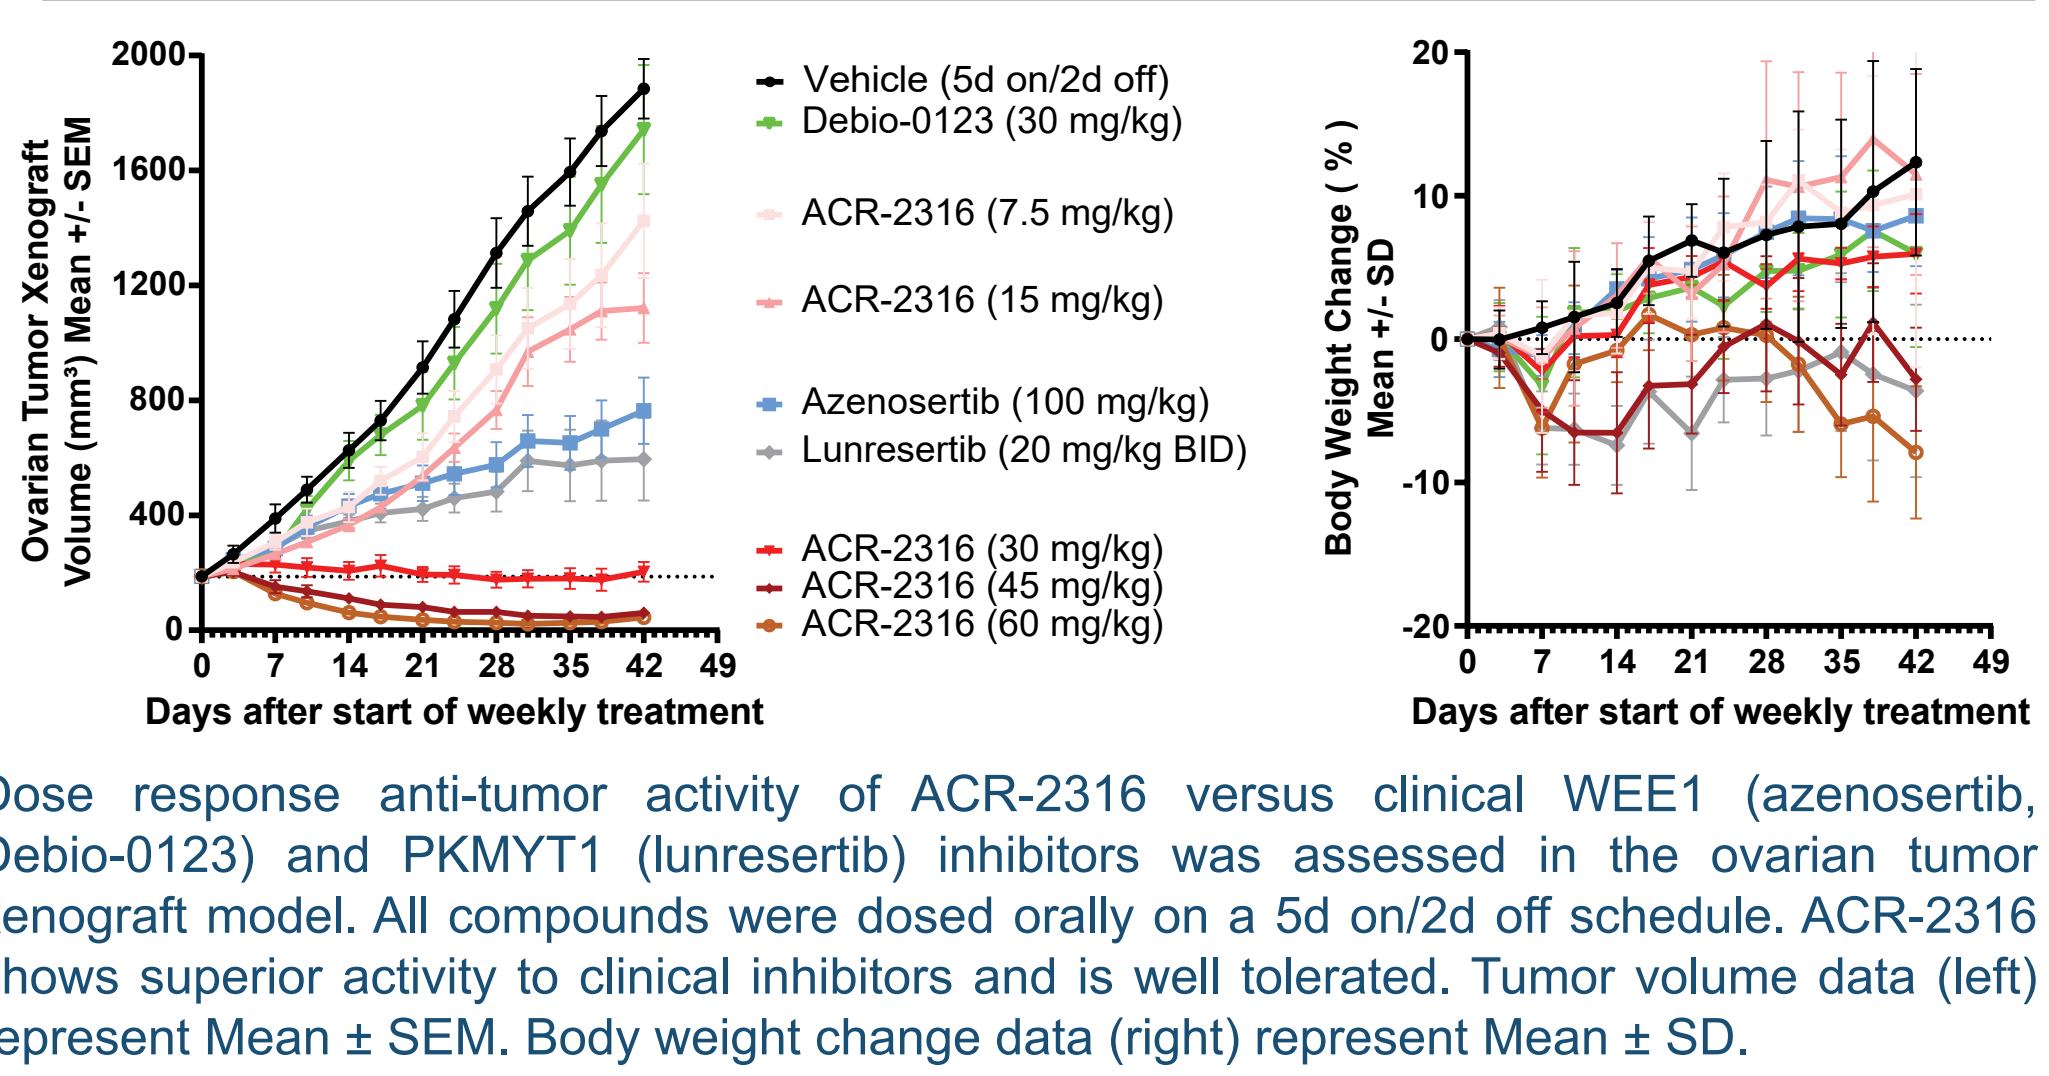 2000
1600
1200
800
400
0
0 7 14 21 28 35 42 49
Ovarian Tumor Xenograft
Volume (mm³) Mean +/- SEM
Days after start of weekly treatment
Vehicle (5d on/2d off)
Debio-0123 (30 mg/kg)
ACR-2316 (7.5 mg/kg)
ACR-2316 (15 mg/kg)
Azenosertib (100 mg/kg)
Lunresertib (20 mg/kg BID)
ACR-2316 (30 mg/kg)
ACR-2316 (45 mg/kg)
ACR-2316 (60 mg/kg)
20
10
0
-10
-20
0 7 14 21 28 35 42 49
Body Weight Change ( % )
Mean +/- SD
Days after start of weekly treatment
Dose response anti-tumor activity of ACR-2316 versus clinical WEE1 (azenosertib,
Debio-0123) and PKMYT1 (lunresertib) inhibitors was assessed in the ovarian tumor
enograft model. All compounds were dosed orally on a 5d on/2d off schedule. ACR-2316
hows superior activity to clinical inhibitors and is well tolerated. Tumor volume data (left)
epresent Mean ± SEM. Body weight change data (right) represent Mean ± SD.